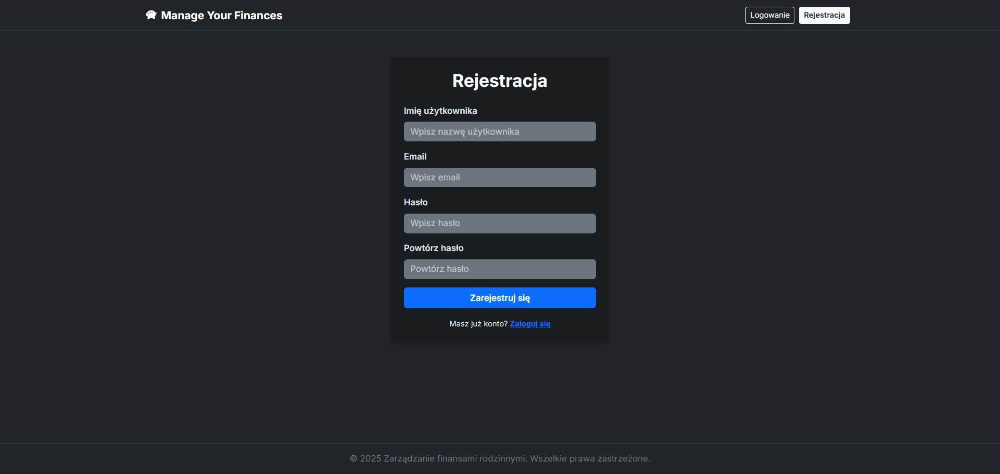 Manage Your Finances
Logowanie
Rejestracja
Rejestracja
Imię użytkownika
Wpisz nazwę użytkownika
Email
Wpisz email
Hasło
Wpisz hasło
Powtórz hasło
Powtórz hasło
Zarejestruj się
Masz już konto? Zaloguj się
© 2025 Zarządzanie finansami rodzinnymi. Wszelkie prawa zastrzeżone.